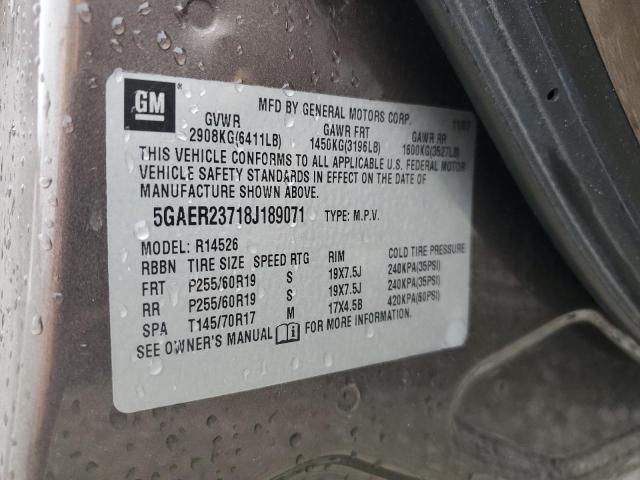 GM
MFD BY GENERAL MOTORS CORP. 11/07
GVWR GAWR FRT GAWR RR
2908KG(6411LB) 1450KG(3196LB) 1600KG(3527LB)
THIS VEHICLE CONFORMS TO ALL APPLICABLE U.S. FEDERAL MOTOR
VEHICLE SAFETY STANDARDS IN EFFECT ON THE DATE OF
MANUFACTURE SHOWN ABOVE.
5GAER23718J189071 TYPE: M.P.V.
MODEL: R14526
RBBN TIRE SIZE SPEED RTG RIM COLD TIRE PRESSURE
FRT P255/60R19 S 19X7.5J 240KPA(35PSI)
RR P255/60R19 S 19X7.5J 240KPA(35PSI)
SPA T145/70R17 M 17X4.5B 420KPA(60PSI)
SEE OWNER'S MANUAL FOR MORE INFORMATION.